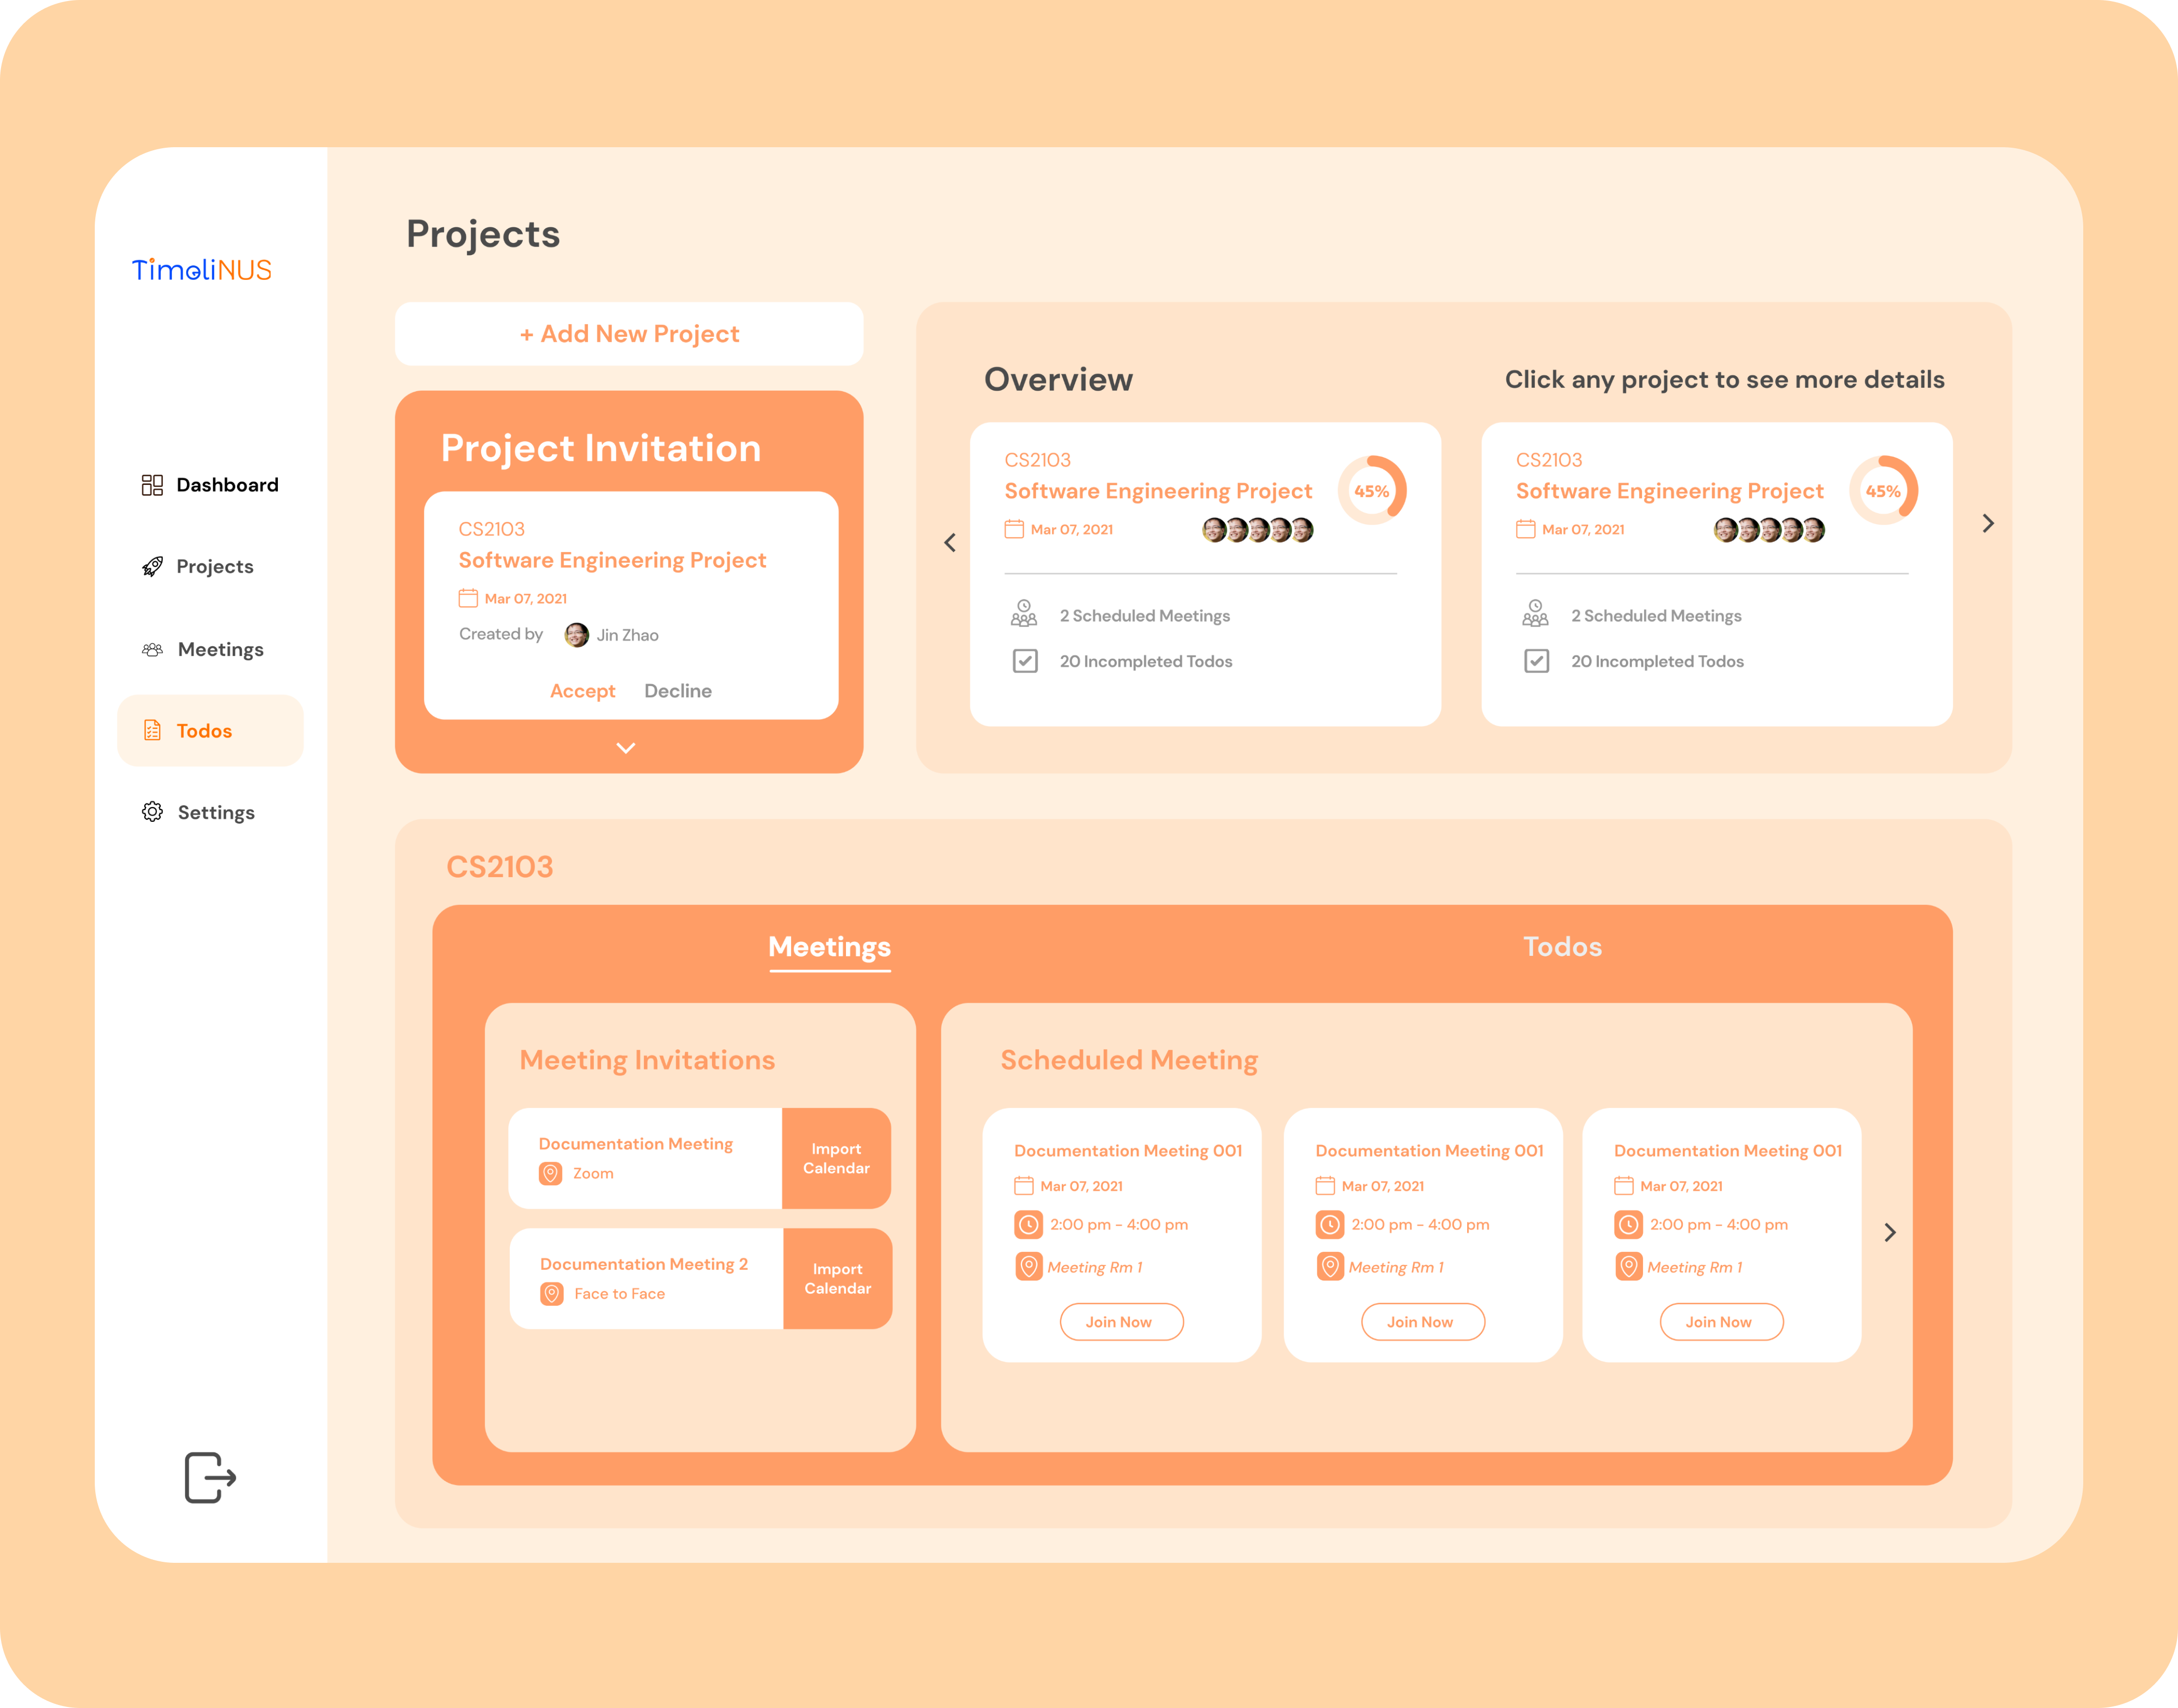 TimeliNUS
Dashboard
Projects
Meetings
Todos
Settings
Projects
+ Add New Project
Project Invitation
CS2103
Software Engineering Project
Mar 07, 2021
Created by Jin Zhao
Accept Decline
Overview
Click any project to see more details
CS2103
Software Engineering Project
45%
Mar 07, 2021
2 Scheduled Meetings
20 Incompleted Todos
CS2103
Software Engineering Project
45%
Mar 07, 2021
2 Scheduled Meetings
20 Incompleted Todos
CS2103
Meetings
Todos
Meeting Invitations
Documentation Meeting
Zoom
Import
Calendar
Documentation Meeting 2
Face to Face
Import
Calendar
Scheduled Meeting
Documentation Meeting 001
Mar 07, 2021
2:00 pm - 4:00 pm
Meeting Rm 1
Join Now
Documentation Meeting 001
Mar 07, 2021
2:00 pm - 4:00 pm
Meeting Rm 1
Join Now
Documentation Meeting 001
Mar 07, 2021
2:00 pm - 4:00 pm
Meeting Rm 1
Join Now